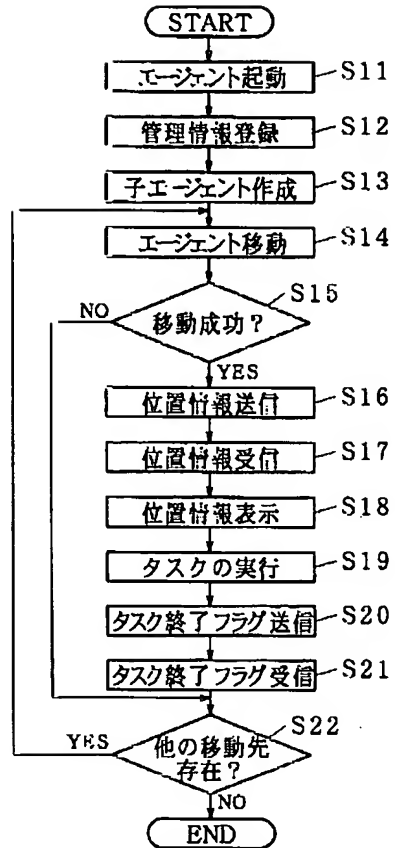 START
エージェント起動
S11
管理情報登録
S12
子エージェント作成
S13
エージェント移動
S14
移動成功？
S15
NO
YES
位置情報送信
S16
位置情報受信
S17
位置情報表示
S18
タスクの実行
S19
タスク終了フラグ送信
S20
タスク終了フラグ受信
S21
他の移動先
存在？
S22
YES
NO
END